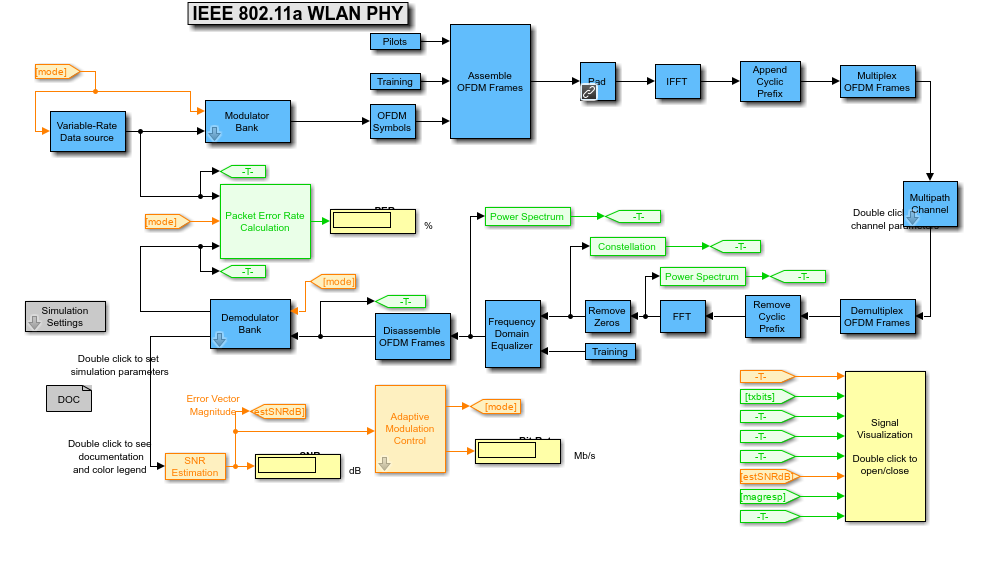 IEEE 802.11a WLAN PHY
Pilots
[mode]
Training
Assemble
OFDM Frames
Pad
IFFT
Append
Cyclic
Prefix
Multiplex
OFDM Frames
Variable-Rate
Data source
Modulator
Bank
OFDM
Symbols
-T-
Multipath
Channel
Double clic
channel parameters
[mode]
Packet Error Rate
Calculation
PER
%
Power Spectrum
-T-
Constellation
-T-
-T-
[mode]
Power Spectrum
-T-
-T-
Simulation
Settings
Demodulator
Bank
Disassemble
OFDM Frames
Frequency
Domain
Equalizer
Remove
Zeros
FFT
Remove
Cyclic
Prefix
Demultiplex
OFDM Frames
Training
Double click to set
simulation parameters
DOC
Error Vector
Magnitude
[estSNRdB]
Adaptive
Modulation
Control
[mode]
Bit Rate
Mb/s
Double click to see
documentation
and color legend
SNR
Estimation
SNR
dB
-T-
[txbits]
-T-
-T-
-T-
[estSNRdB]
[magresp]
-T-
Signal
Visualization
Double click to
open/close